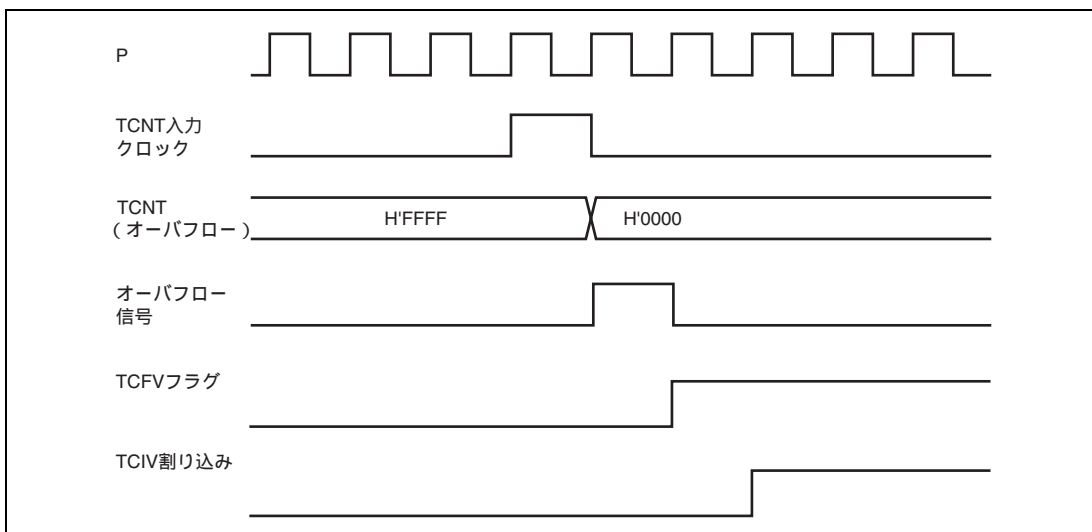 P
TCNT入力
クロック
TCNT
(オーバフロー)
H'FFFF
H'0000
オーバフロー
信号
TCFVフラグ
TCIV割り込み